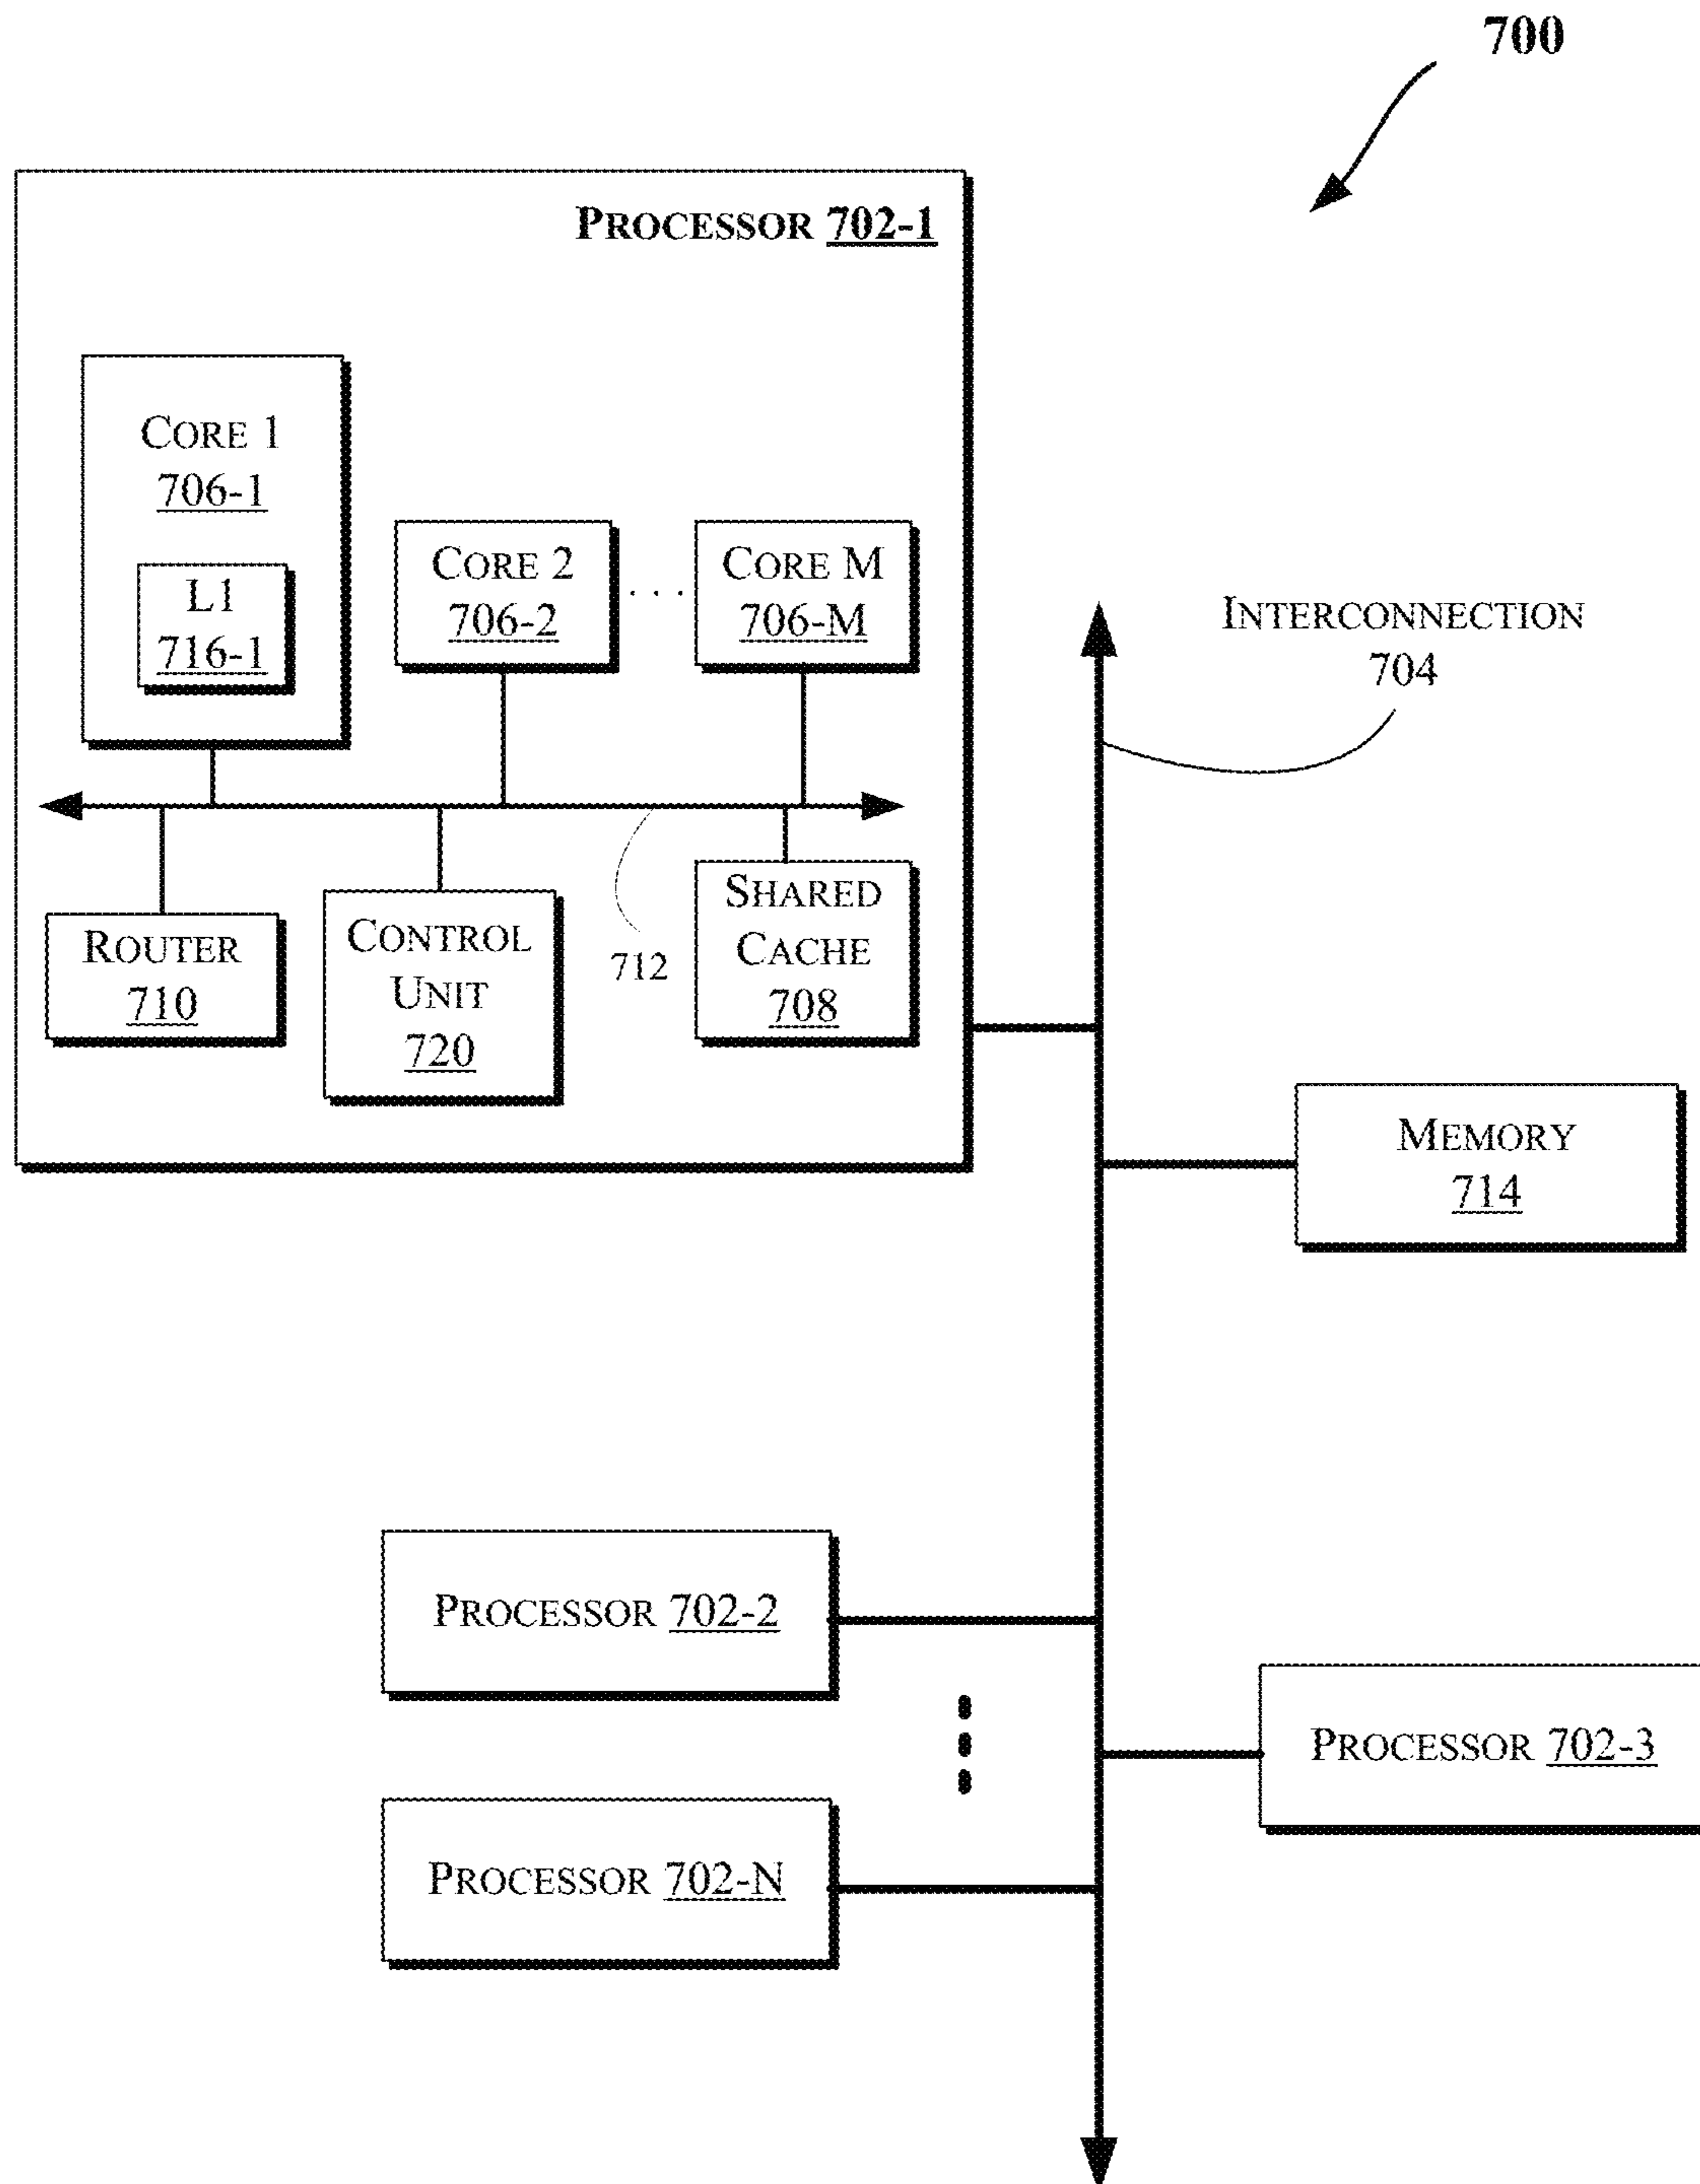 700
PROCESSOR 702-1
CORE 1
706-1
L1
716-1
CORE 2
706-2
. . .
CORE M
706-M
INTERCONNECTION
704
ROUTER
710
CONTROL
UNIT
720
712
SHARED
CACHE
708
MEMORY
714
PROCESSOR 702-2
PROCESSOR 702-3
PROCESSOR 702-N